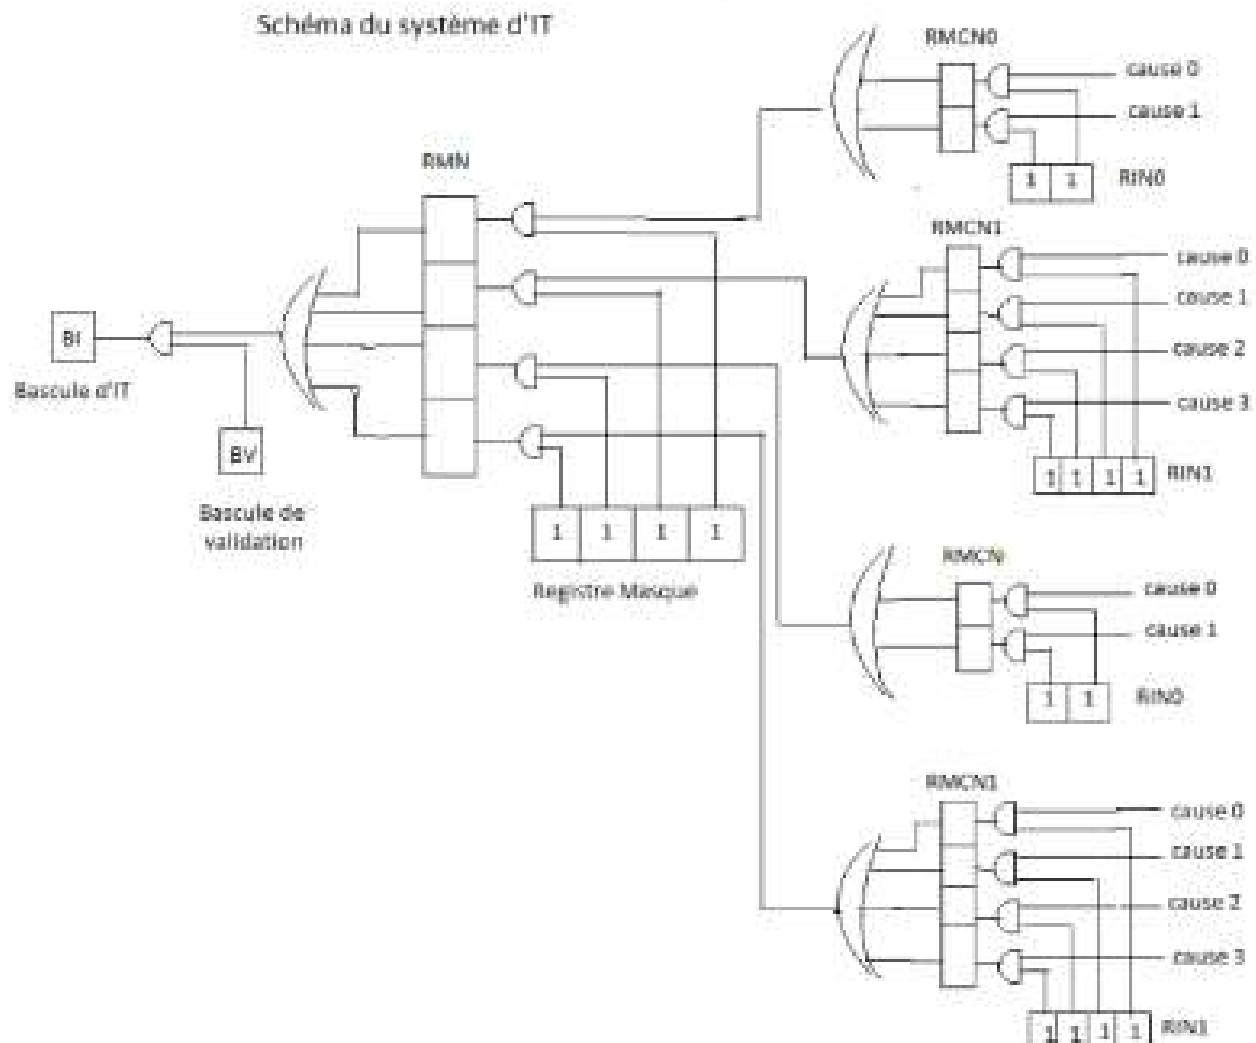 Schéma du système d'IT
RMCN0
cause 0
cause 1
1 1 RIN0
RMN
RMCN1
cause 0
cause 1
cause 2
cause 3
1 1 1 1 RIN1
BI
Bascule d'IT
BV
Bascule de
validation
1 1 1 1
Registre Masque
RMCN
cause 0
cause 1
1 1 RIN0
RMCN1
cause 0
cause 1
cause 2
cause 3
1 1 1 1 RIN1